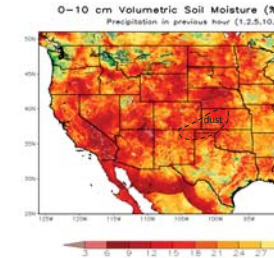 0-10 cm Volumetric Soil Moisture (%
Precipitation in previous hour (1,2.5,10,
50N
45N
40N
dust
35N
30N
25N
125W 120W 115W 110W 105W 100W 95W
3 6 9 12 15 18 21 24 27